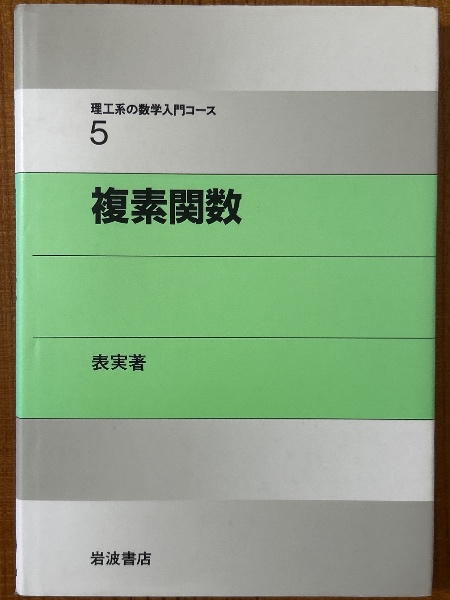 理工系の数学入門コース
5
複素関数
表実著
岩波書店